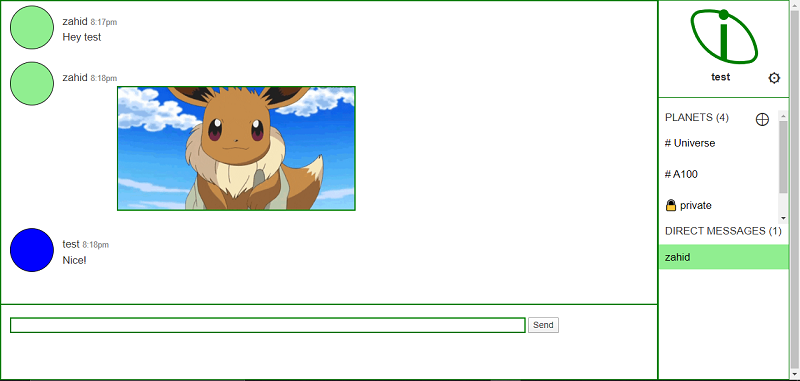 zahid 8:17pm
Hey test
zahid 8:18pm
test 8:18pm
Nice!
Send
i
test
PLANETS (4)
# Universe
# A100
private
DIRECT MESSAGES (1)
zahid